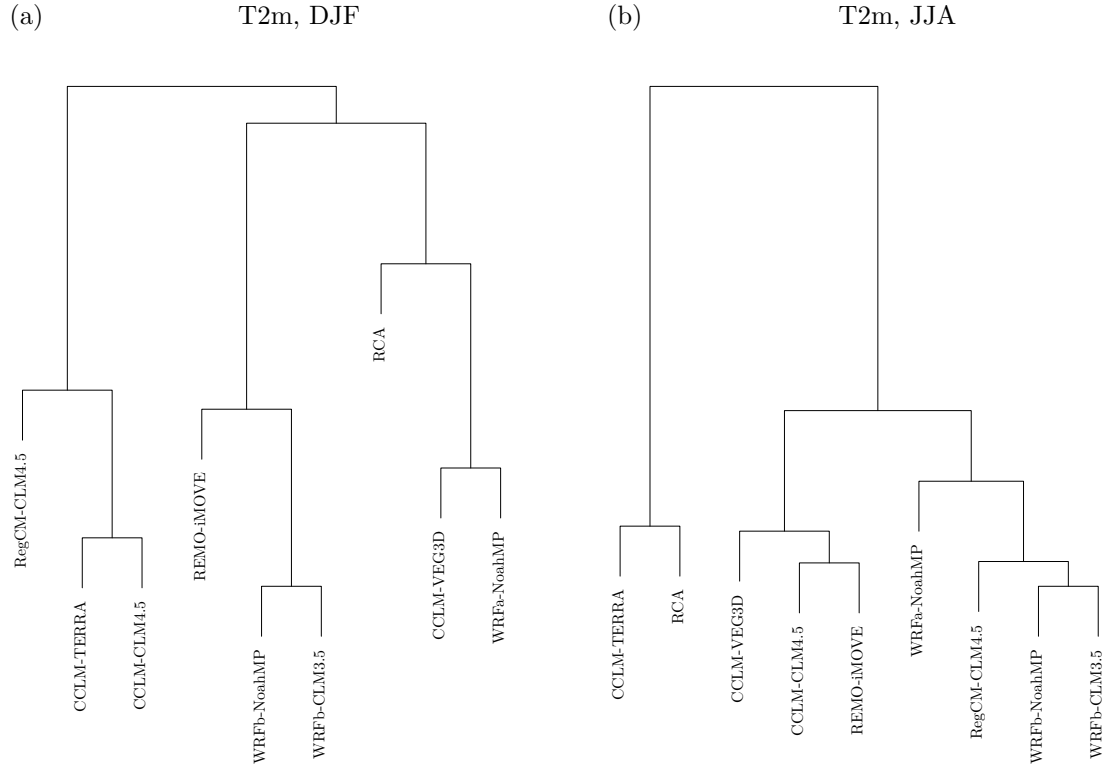 (a)
T2m, DJF
RegCM-CLM4.5
CCLM-TERRA
CCLM-CLM4.5
REMO-iMOVE
WRFb-NoahMP
WRFb-CLM3.5
RCA
CCLM-VEG3D
WRFa-NoahMP
(b)
T2m, JJA
CCLM-TERRA
RCA
CCLM-VEG3D
CCLM-CLM4.5
REMO-iMOVE
WRFa-NoahMP
RegCM-CLM4.5
WRFb-NoahMP
WRFb-CLM3.5